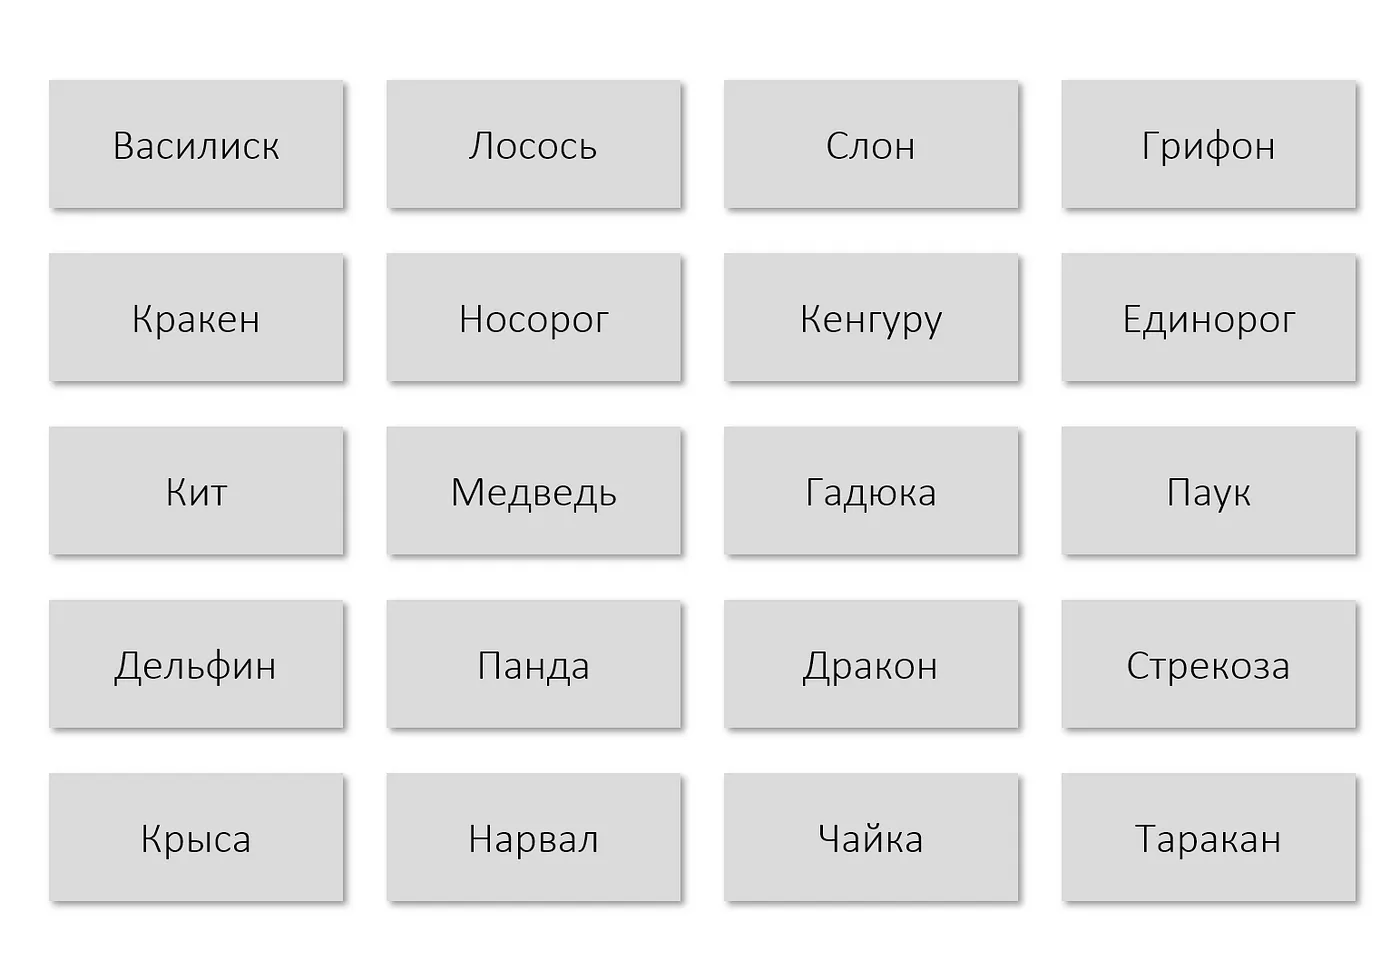 Василиск
Лосось
Слон
Грифон
Кракен
Носорог
Кенгуру
Единорог
Кит
Медведь
Гадюка
Паук
Дельфин
Панда
Дракон
Стрекоза
Крыса
Нарвал
Чайка
Таракан